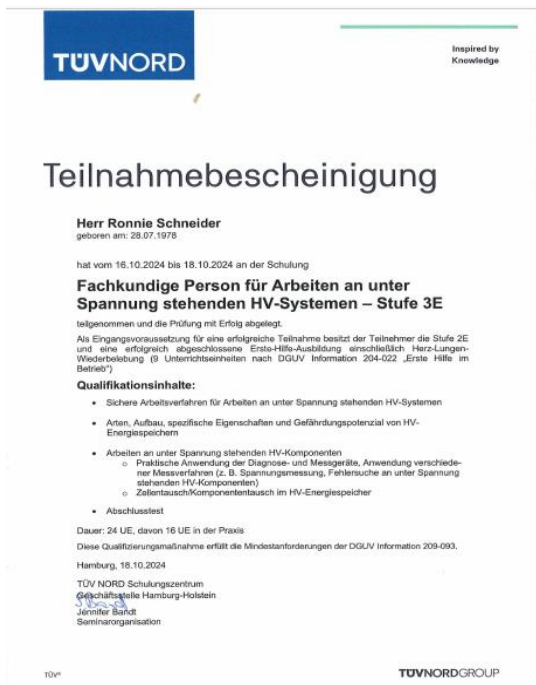 TÜVNORD
Inspired by
Knowledge
Teilnahmebescheinigung
Herr Ronnie Schneider
geboren am: 28.07.1978
hat vom 16.10.2024 bis 18.10.2024 an der Schulung
Fachkundige Person für Arbeiten an unter
Spannung stehenden HV-Systemen – Stufe 3E
teilgenommen und die Prüfung mit Erfolg abgelegt.
Als Eingangsvoraussetzung für eine erfolgreiche Teilnahme besitzt der Teilnehmer die Stufe 2E
und eine erfolgreich abgeschlossene Erste-Hilfe-Ausbildung einschließlich Herz-Lungen-
Wiederbelebung (9 Unterrichtseinheiten nach DGUV Information 204-022 „Erste Hilfe im
Betrieb")
Qualifikationsinhalte:
• Sichere Arbeitsverfahren für Arbeiten an unter Spannung stehenden HV-Systemen
• Arten, Aufbau, spezifische Eigenschaften und Gefährdungspotenzial von HV-
Energiespeichern
• Arbeiten an unter Spannung stehenden HV-Komponenten
o Praktische Anwendung der Diagnose- und Messgeräte, Anwendung verschiede-
ner Messverfahren (z. B. Spannungsmessung, Fehlersuche an unter Spannung
stehenden HV-Komponenten)
o Zellentausch/Komponententausch im HV-Energiespeicher
• Abschlusstest
Dauer: 24 UE, davon 16 UE in der Praxis
Diese Qualifizierungsmaßnahme erfüllt die Mindestanforderungen der DGUV Information 209-093.
Hamburg, 18.10.2024
TÜV NORD Schulungszentrum
Geschäftsstelle Hamburg-Holstein
Jennifer Bandt
Seminarorganisation
TÜV®
TÜVNORDGROUP